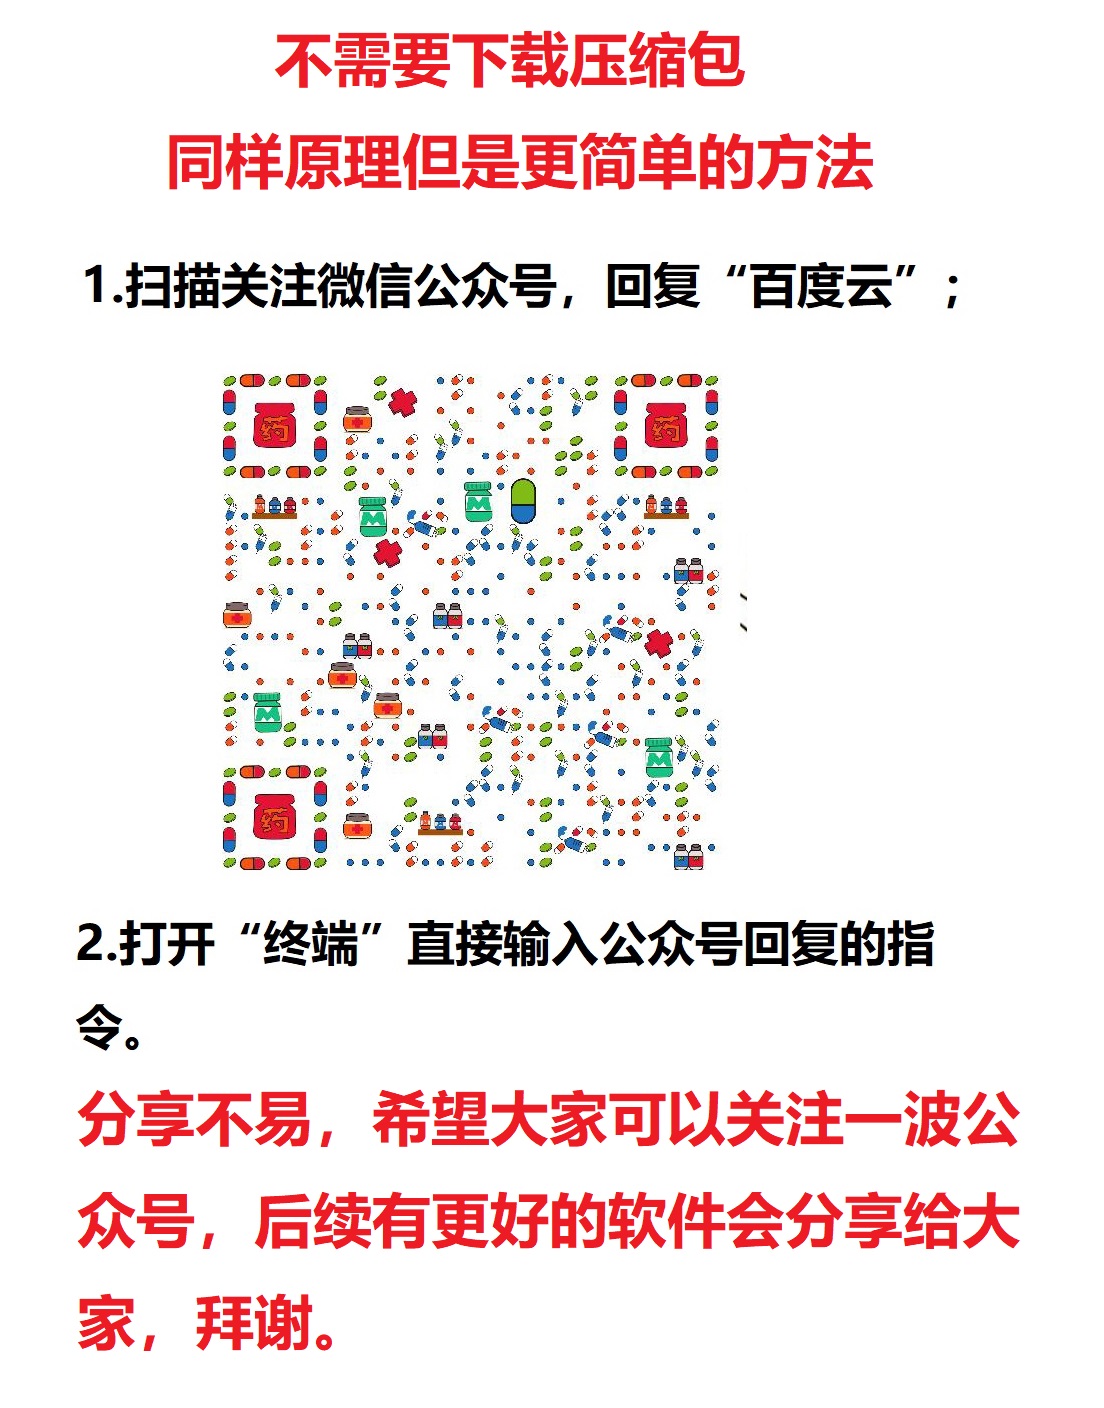 不需要下载压缩包
同样原理但是更简单的方法
1.扫描关注微信公众号，回复“百度云”；
药 药
药
2.打开“终端”直接输入公众号回复的指
令。
分享不易，希望大家可以关注一波公
众号，后续有更好的软件会分享给大
家，拜谢。